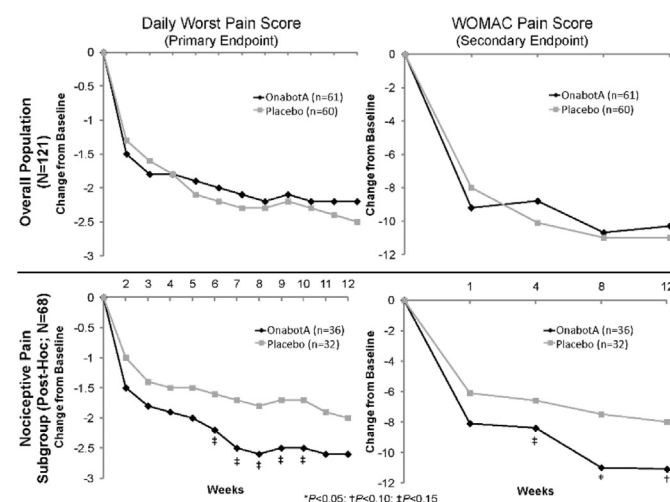 Daily Worst Pain Score
(Primary Endpoint)
WOMAC Pain Score
(Secondary Endpoint)
Overall Population
(N=121)
Change from Baseline
0
-0.5
-1
-1.5
-2
-2.5
-3
OnabotA (n=61)
Placebo (n=60)
Change from Baseline
0
-2
-4
-6
-8
-10
-12
OnabotA (n=61)
Placebo (n=60)
Nociceptive Pain
Subgroup (Post-Hoc; N=68)
Change from Baseline
2 3 4 5 6 7 8 9 10 11 12
0
-0.5
-1
-1.5
-2
-2.5
-3
OnabotA (n=36)
Placebo (n=32)
‡ ‡ ‡ ‡ ‡
Weeks
Change from Baseline
1 4 8 12
0
-2
-4
-6
-8
-10
-12
OnabotA (n=36)
Placebo (n=32)
‡
Weeks
*P<0.05; †P<0.10; ‡P<0.15